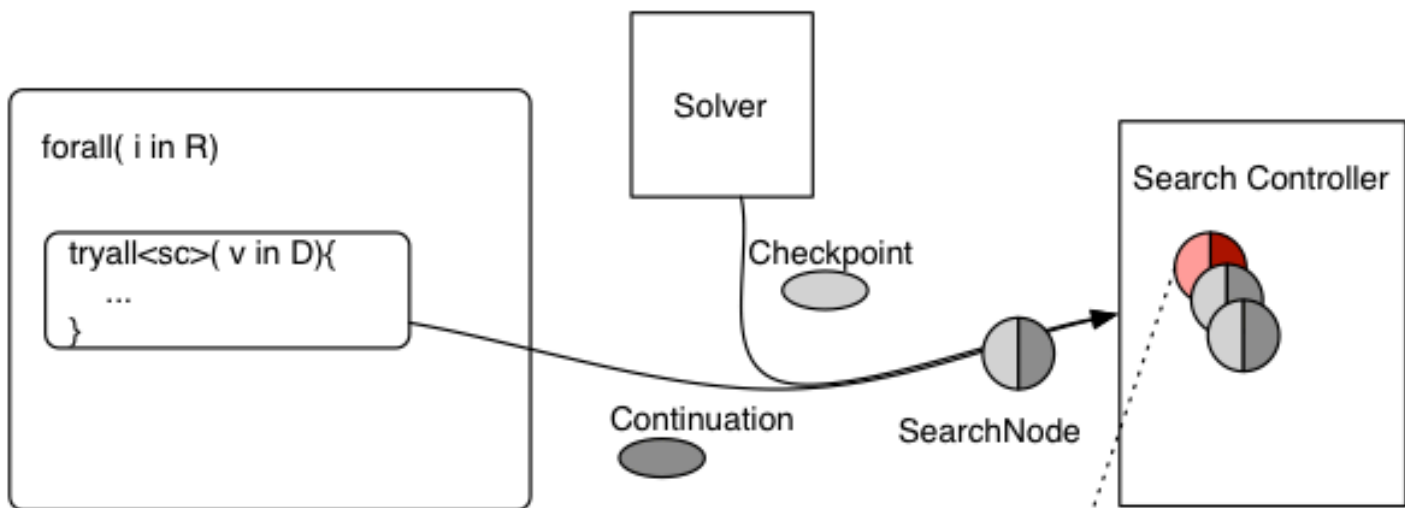 Solver
forall( i in R)
Search Controller
tryall<sc>( v in D){
...
}
Checkpoint
Continuation
SearchNode